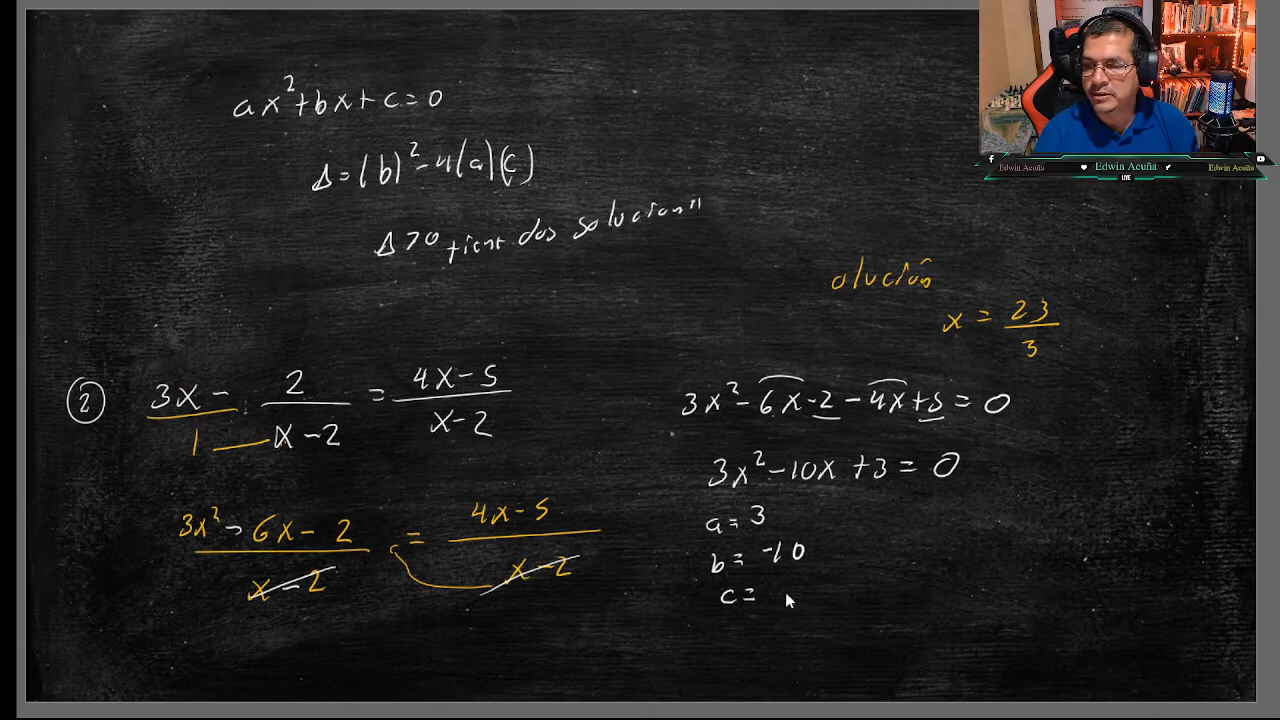 ax²+bx+c=0
Δ=(b)²-4(a)(c)
Δ>0 tiene dos soluciones
olución
x = 23/3
② 3x/1 - 2/(x-2) = (4x-5)/(x-2)
(3x²-6x-2)/(x-2) = (4x-5)/(x-2)
3x²-6x-2-4x+5=0
3x²-10x+3=0
a=3
b=-10
c=
Edwin Acuña
Edwin Acuña
Edwin Acuña
LIVE